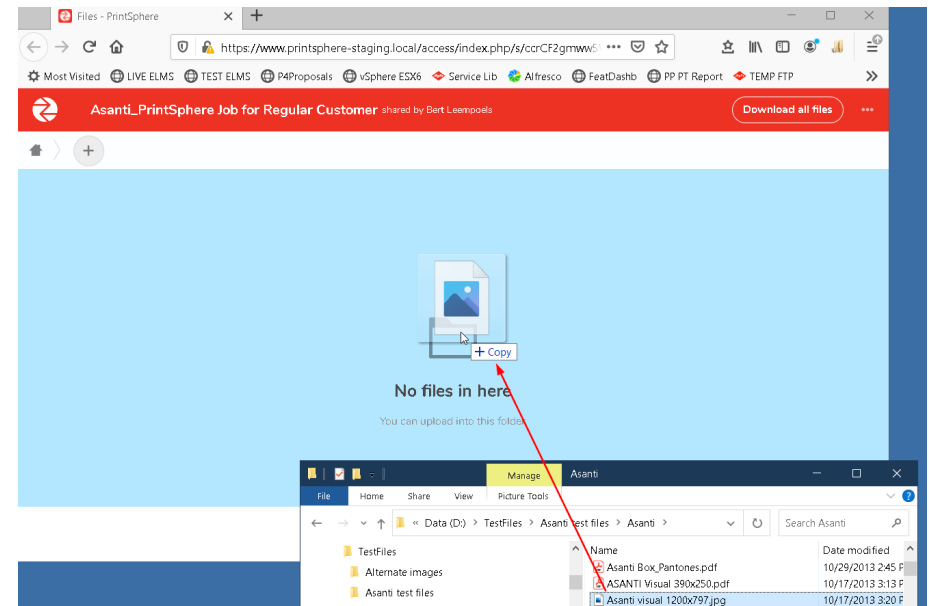 Files - PrintSphere
https://www.printsphere-staging.local/access/index.php/s/ccrCF2gmww5
Most Visited LIVE ELMS TEST ELMS P4Proposals vSphere ESX6 Service Lib Alfresco FeatDashb PP PT Report TEMP FTP
Asanti_PrintSphere Job for Regular Customer shared by Bert Leempoels Download all files
Copy
No files in here
You can upload into this folder
Manage Asanti
File Home Share View Picture Tools
« Data (D:) > TestFiles > Asanti test files > Asanti > Search Asanti
TestFiles Name Date modified
Alternate images Asanti Box_Pantones.pdf 10/29/2013 2:45 P
Asanti test files ASANTI Visual 390x250.pdf 10/17/2013 3:13 P
Asanti visual 1200x797.jpg 10/17/2013 3:20 P